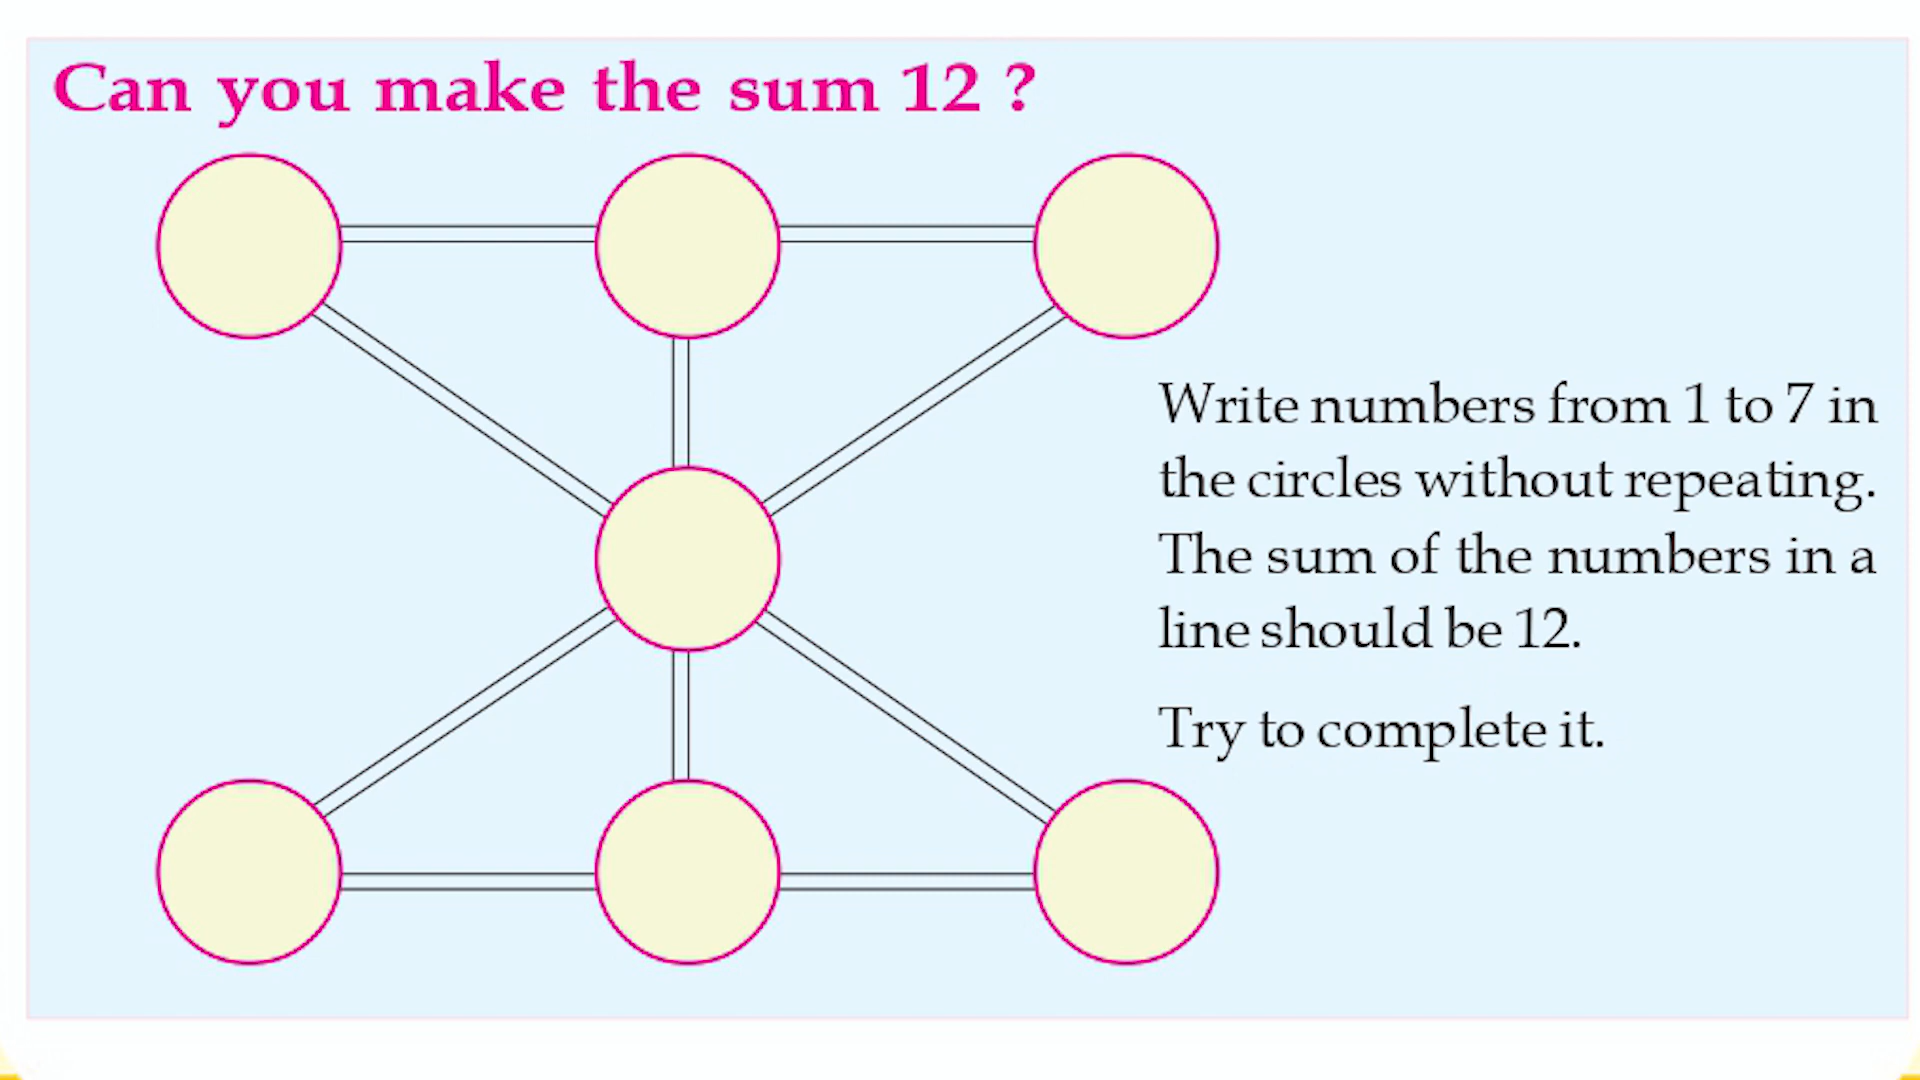 Can you make the sum 12 ?
Write numbers from 1 to 7 in
the circles without repeating.
The sum of the numbers in a
line should be 12.
Try to complete it.